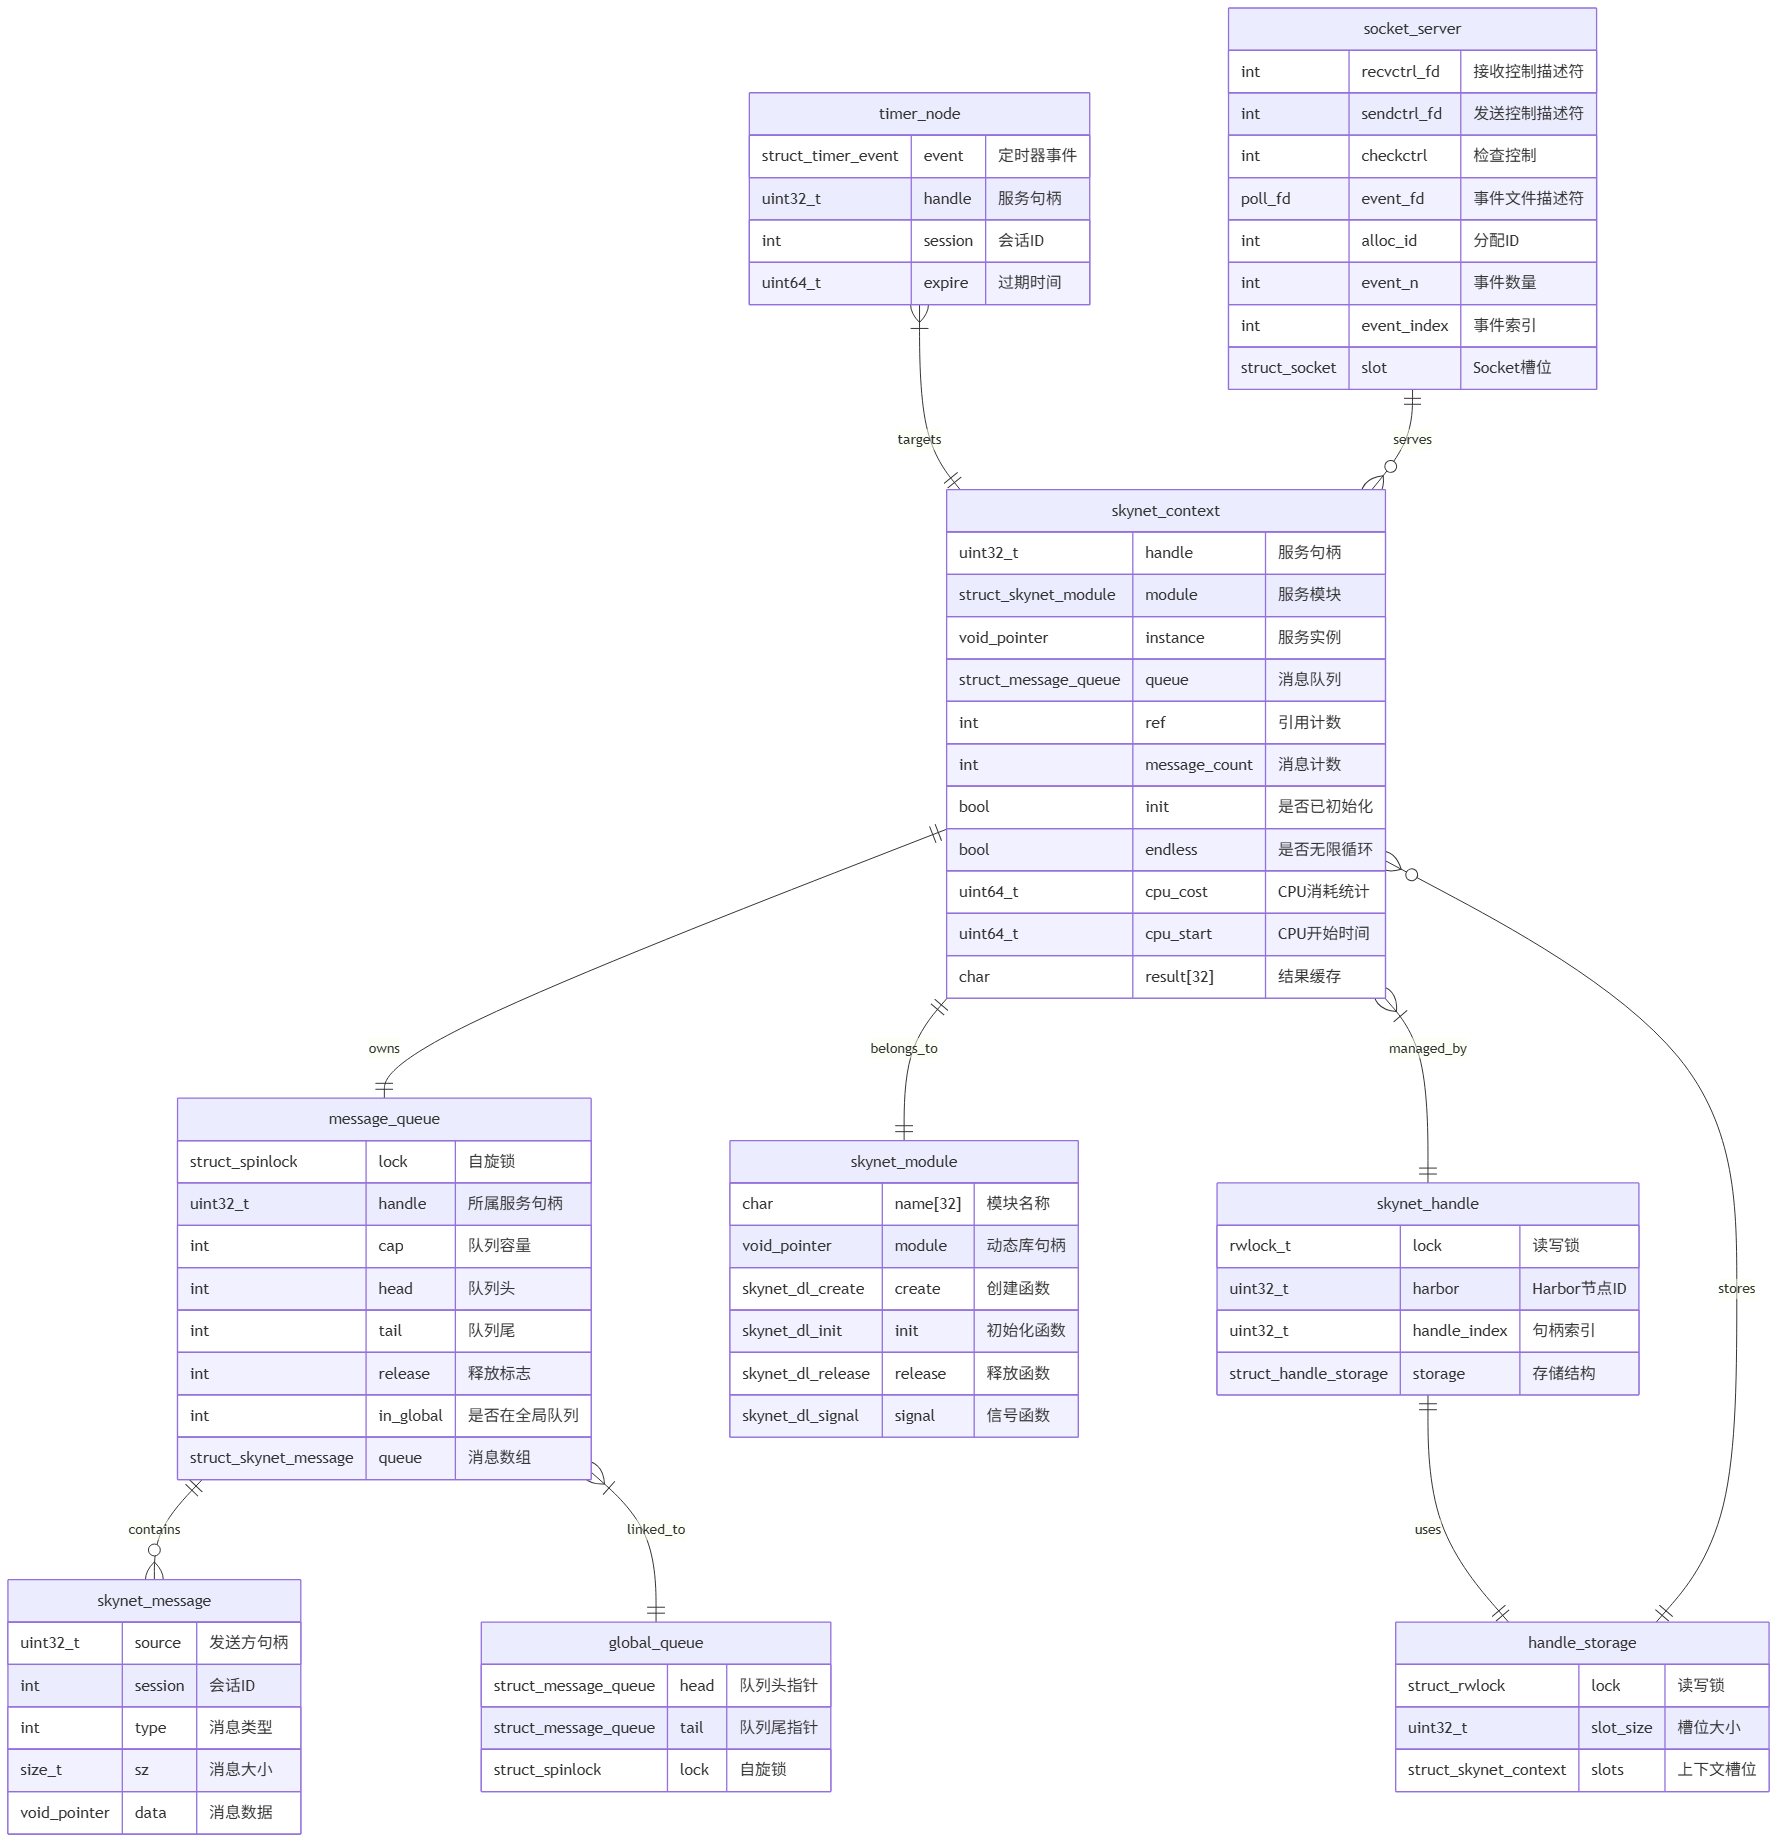 socket_server
int recvctrl_fd 接收控制描述符
int sendctrl_fd 发送控制描述符
int checkctrl 检查控制
poll_fd event_fd 事件文件描述符
int alloc_id 分配ID
int event_n 事件数量
int event_index 事件索引
struct_socket slot Socket槽位
timer_node
struct_timer_event event 定时器事件
uint32_t handle 服务句柄
int session 会话ID
uint64_t expire 过期时间
targets
serves
skynet_context
uint32_t handle 服务句柄
struct_skynet_module module 服务模块
void_pointer instance 服务实例
struct_message_queue queue 消息队列
int ref 引用计数
int message_count 消息计数
bool init 是否已初始化
bool endless 是否无限循环
uint64_t cpu_cost CPU消耗统计
uint64_t cpu_start CPU开始时间
char result[32] 结果缓存
owns
belongs_to
managed_by
stores
message_queue
struct_spinlock lock 自旋锁
uint32_t handle 所属服务句柄
int cap 队列容量
int head 队列头
int tail 队列尾
int release 释放标志
int in_global 是否在全局队列
struct_skynet_message queue 消息数组
skynet_module
char name[32] 模块名称
void_pointer module 动态库句柄
skynet_dl_create create 创建函数
skynet_dl_init init 初始化函数
skynet_dl_release release 释放函数
skynet_dl_signal signal 信号函数
skynet_handle
rwlock_t lock 读写锁
uint32_t harbor Harbor节点ID
uint32_t handle_index 句柄索引
struct_handle_storage storage 存储结构
contains
linked_to
uses
skynet_message
uint32_t source 发送方句柄
int session 会话ID
int type 消息类型
size_t sz 消息大小
void_pointer data 消息数据
global_queue
struct_message_queue head 队列头指针
struct_message_queue tail 队列尾指针
struct_spinlock lock 自旋锁
handle_storage
struct_rwlock lock 读写锁
uint32_t slot_size 槽位大小
struct_skynet_context slots 上下文槽位